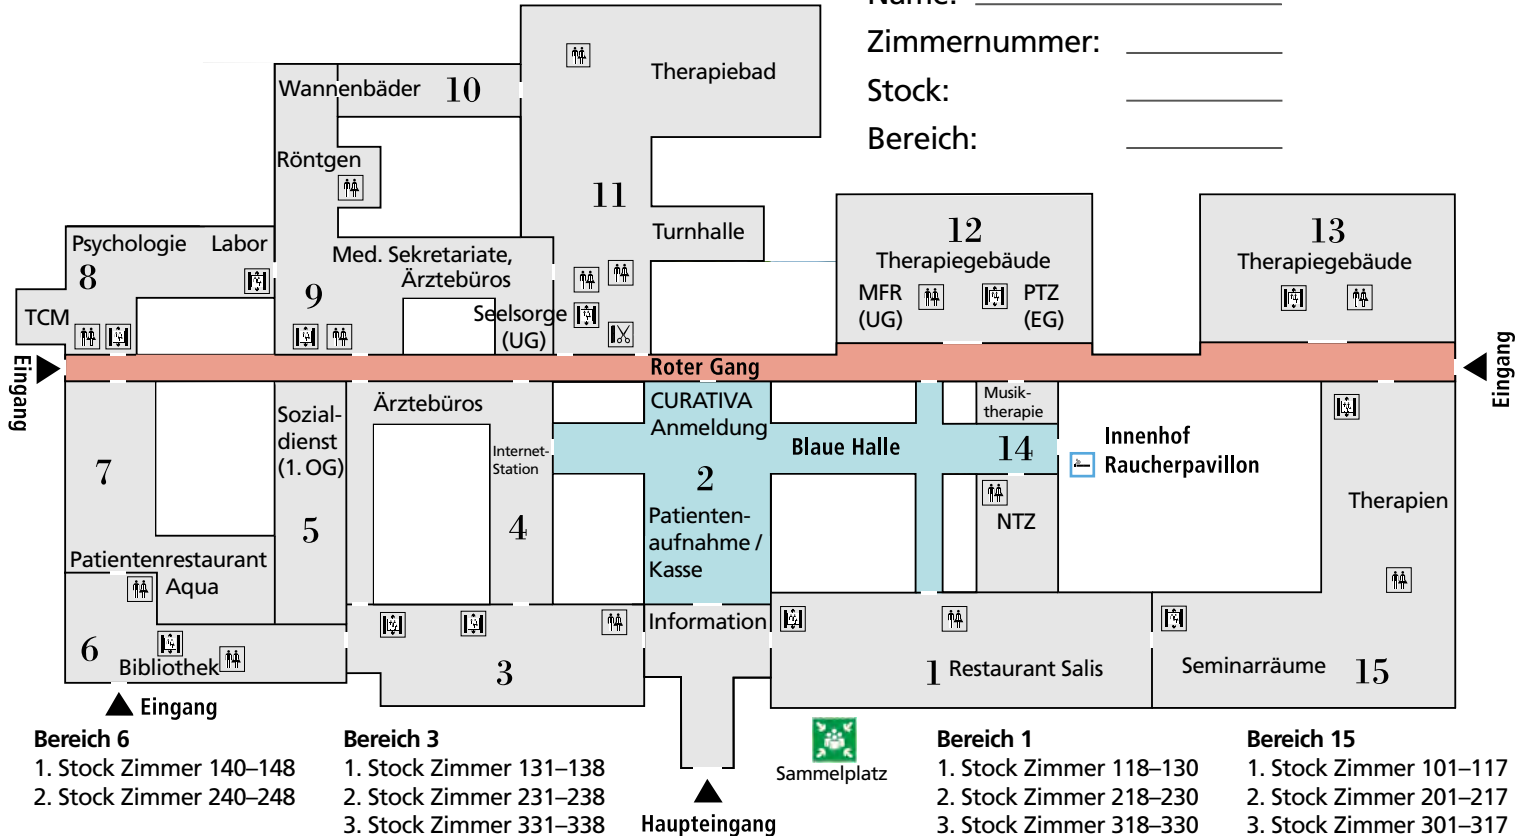 Name:
Zimmernummer:
Stock:
Bereich:
Therapiebad
Wannenbäder 10
Röntgen
11
Turnhalle
12
Therapiegebäude
MFR
(UG)
PTZ
(EG)
13
Therapiegebäude
Psychologie Labor
8
TCM
Med. Sekretariate,
Ärztebüros
9
Seelsorge
(UG)
Eingang
Roter Gang
Eingang
7
Sozial-
dienst
(1. OG)
5
Ärztebüros
Internet-
Station
4
CURATIVA
Anmeldung
2
Patienten-
aufnahme /
Kasse
Blaue Halle
Musik-
therapie
14
NTZ
Innenhof
Raucherpavillon
Therapien
Patientenrestaurant
Aqua
6
Bibliothek
3
Information
1 Restaurant Salis
Seminarräume 15
Eingang
Sammelplatz
Haupteingang
Bereich 6
1. Stock Zimmer 140–148
2. Stock Zimmer 240–248
Bereich 3
1. Stock Zimmer 131–138
2. Stock Zimmer 231–238
3. Stock Zimmer 331–338
Bereich 1
1. Stock Zimmer 118–130
2. Stock Zimmer 218–230
3. Stock Zimmer 318–330
Bereich 15
1. Stock Zimmer 101–117
2. Stock Zimmer 201–217
3. Stock Zimmer 301–317